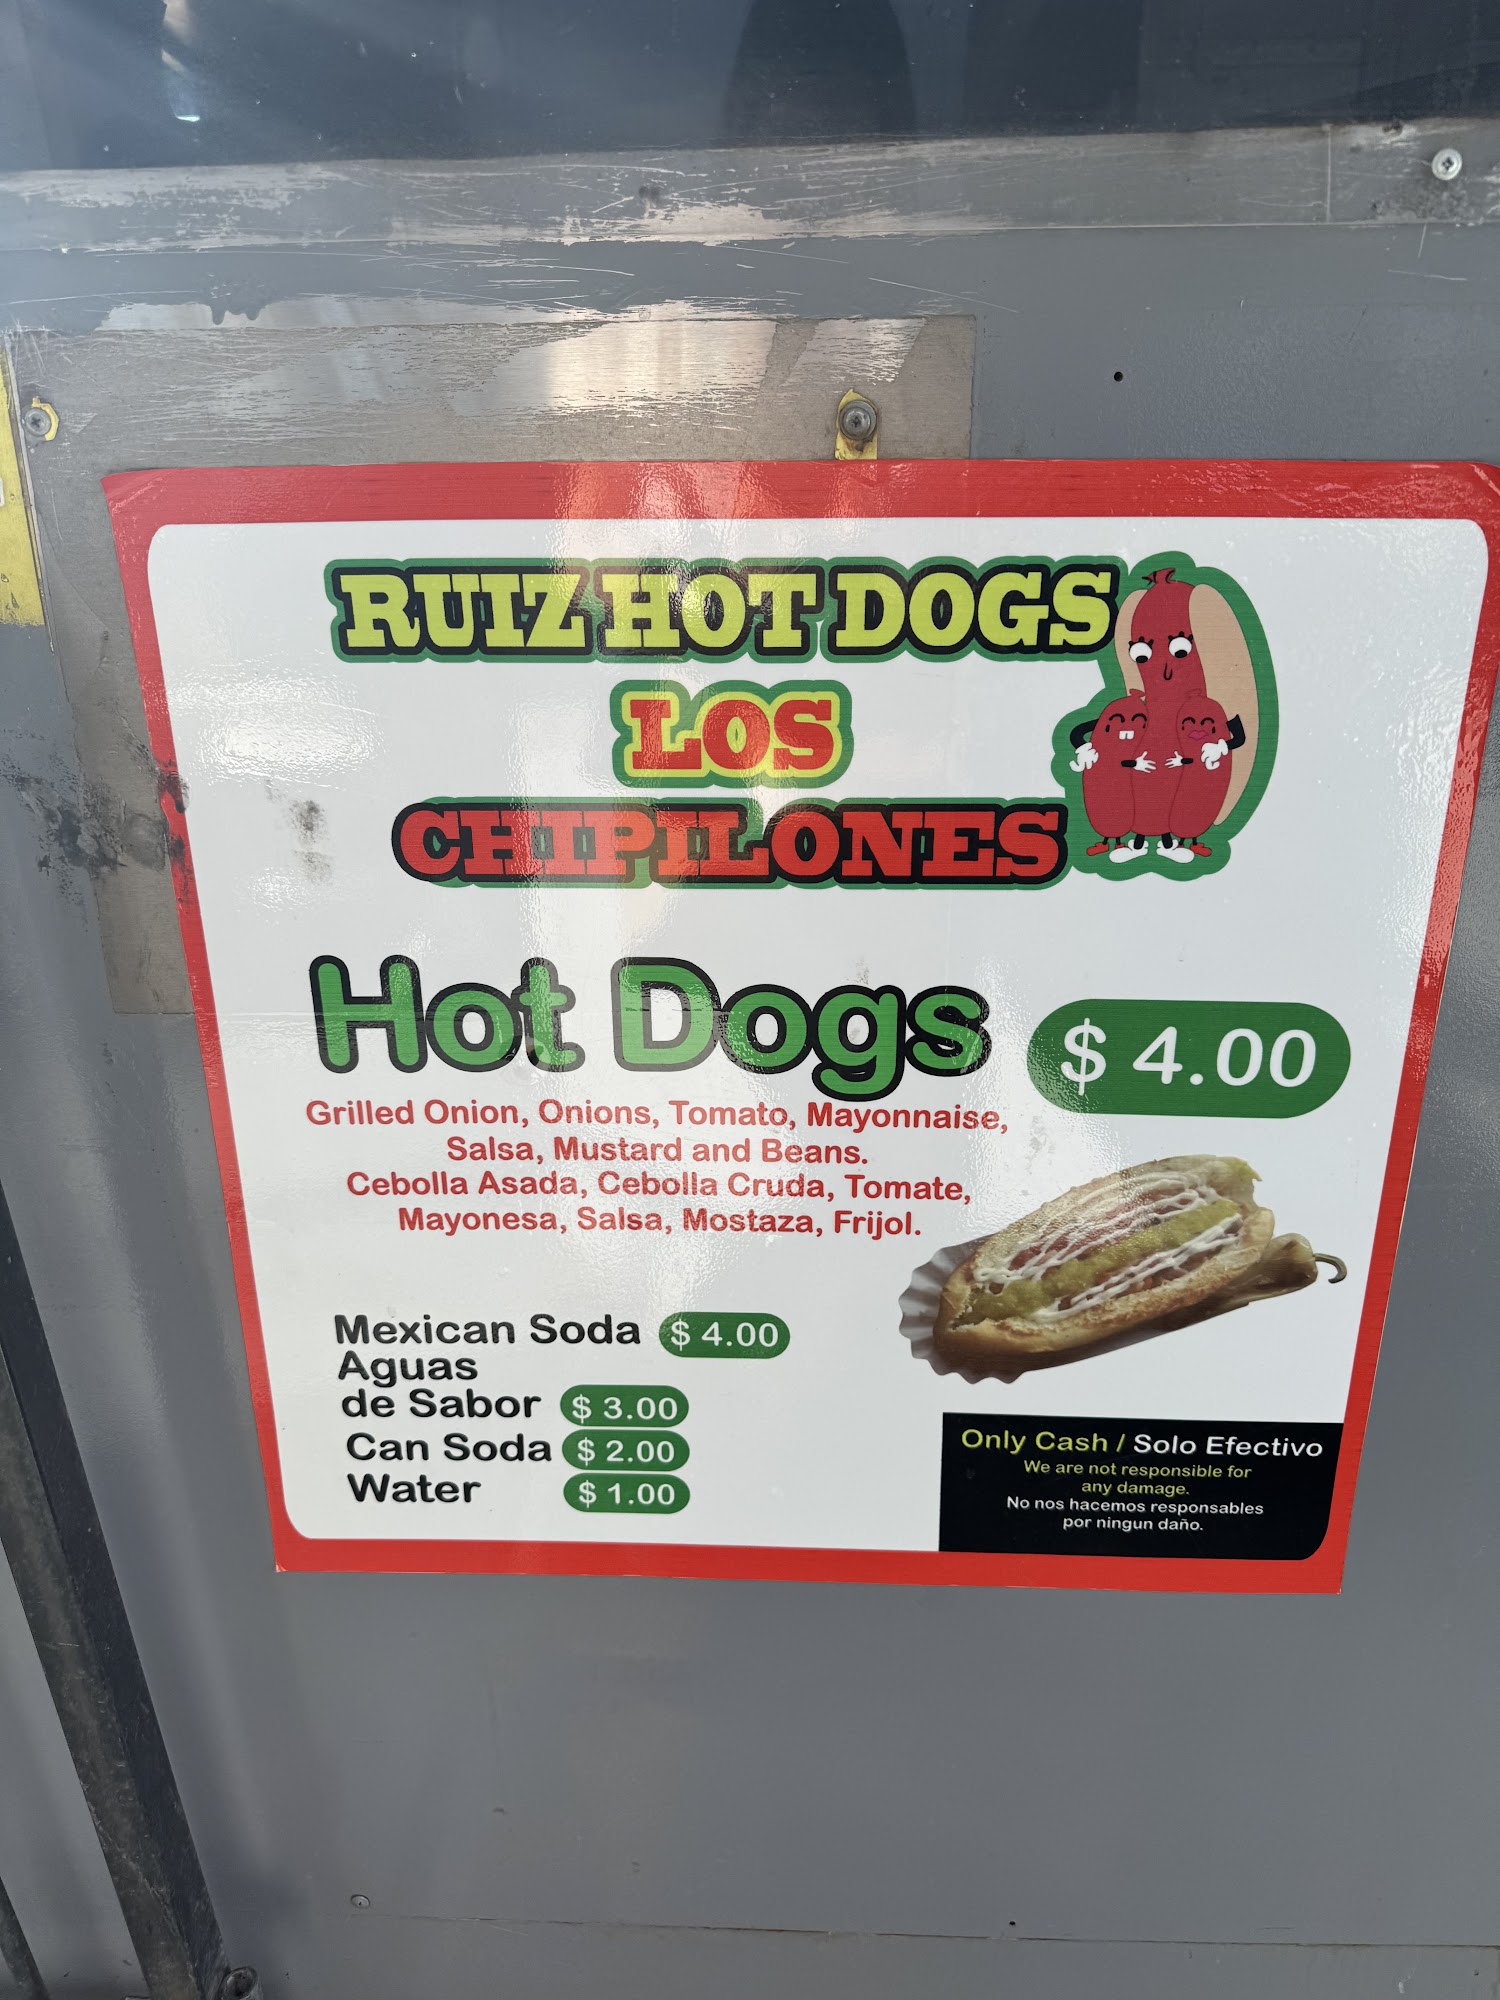 RUIZ HOT DOGS
LOS
CHIPILONES
Hot Dogs $ 4.00
Grilled Onion, Onions, Tomato, Mayonnaise,
Salsa, Mustard and Beans.
Cebolla Asada, Cebolla Cruda, Tomate,
Mayonesa, Salsa, Mostaza, Frijol.
Mexican Soda $ 4.00
Aguas
de Sabor $ 3.00
Can Soda $ 2.00
Water $ 1.00
Only Cash / Solo Efectivo
We are not responsible for
any damage.
No nos hacemos responsables
por ningun daño.